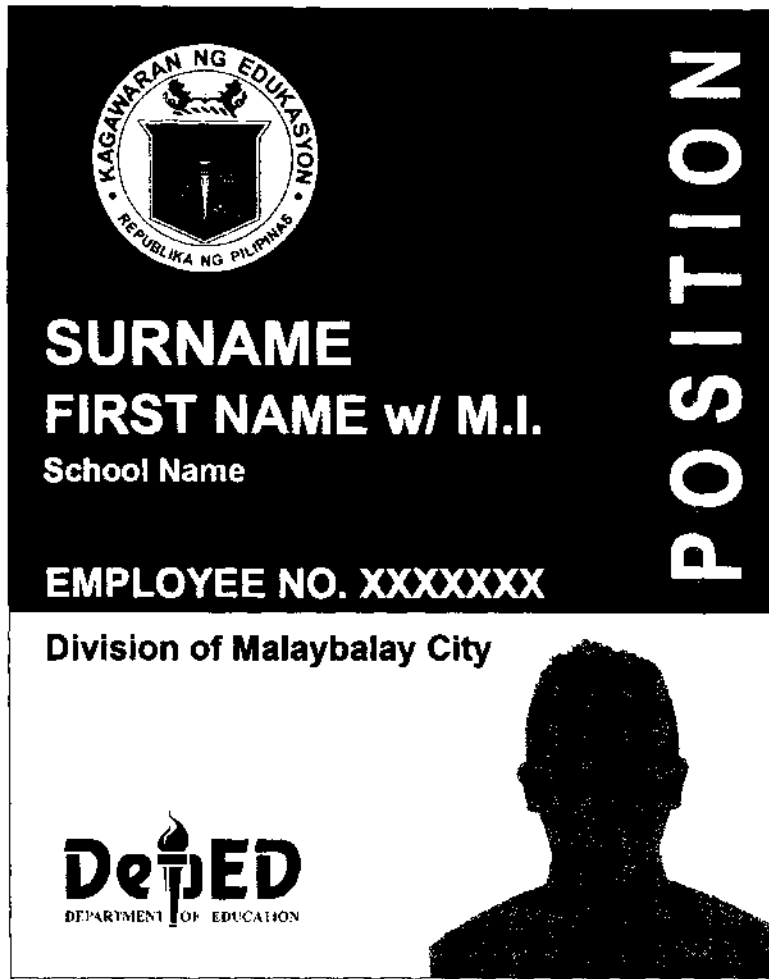 KAGAWARAN NG EDUKASYON
REPUBLIKA NG PILIPINAS
POSITION
SURNAME
FIRST NAME w/ M.I.
School Name
EMPLOYEE NO. XXXXXXX
Division of Malaybalay City
DepED
DEPARTMENT OF EDUCATION